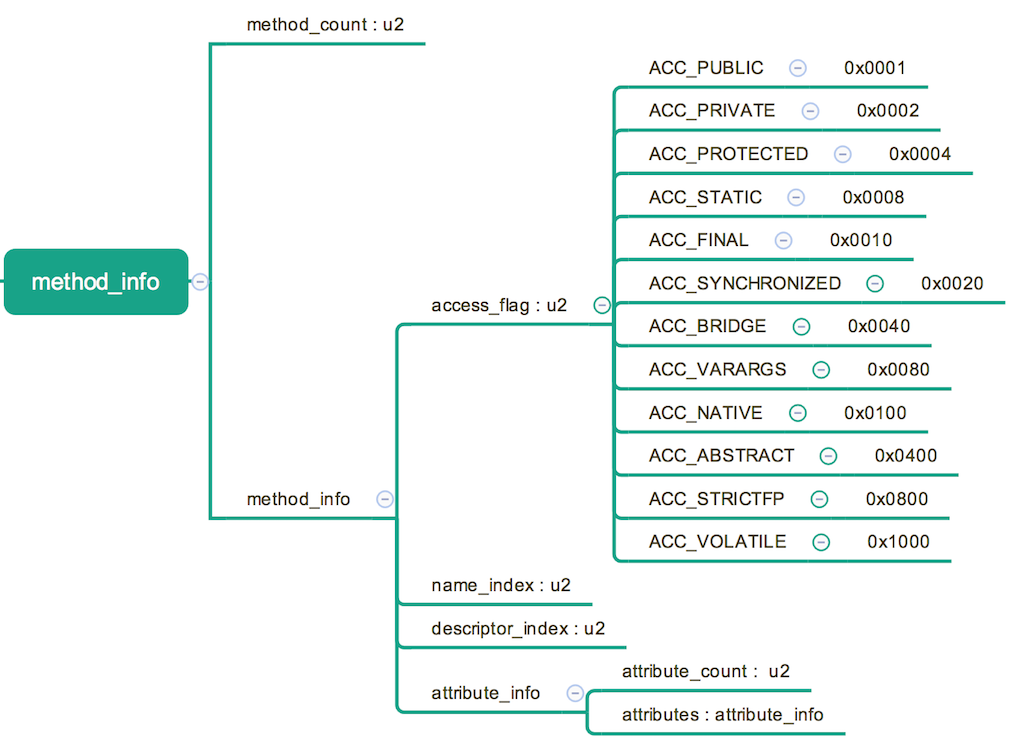 method_info
method_count : u2
method_info
access_flag : u2
ACC_PUBLIC 0x0001
ACC_PRIVATE 0x0002
ACC_PROTECTED 0x0004
ACC_STATIC 0x0008
ACC_FINAL 0x0010
ACC_SYNCHRONIZED 0x0020
ACC_BRIDGE 0x0040
ACC_VARARGS 0x0080
ACC_NATIVE 0x0100
ACC_ABSTRACT 0x0400
ACC_STRICTFP 0x0800
ACC_VOLATILE 0x1000
name_index : u2
descriptor_index : u2
attribute_info
attribute_count : u2
attributes : attribute_info